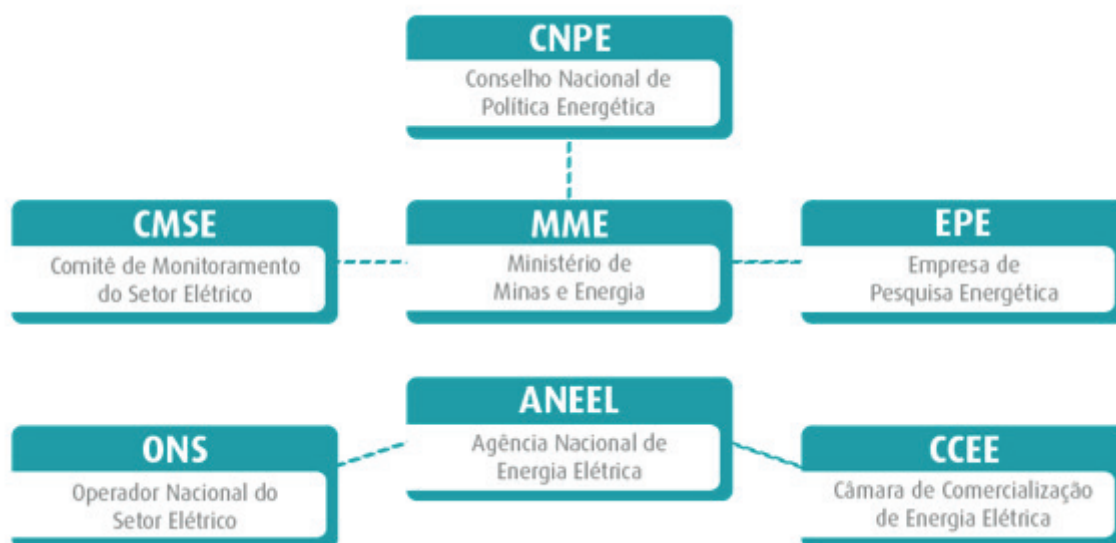 CNPE
Conselho Nacional de
Política Energética
CMSE
Comitê de Monitoramento
do Setor Elétrico
MME
Ministério de
Minas e Energia
EPE
Empresa de
Pesquisa Energética
ANEEL
Agência Nacional de
Energia Elétrica
ONS
Operador Nacional do
Setor Elétrico
CCEE
Câmara de Comercialização
de Energia Elétrica